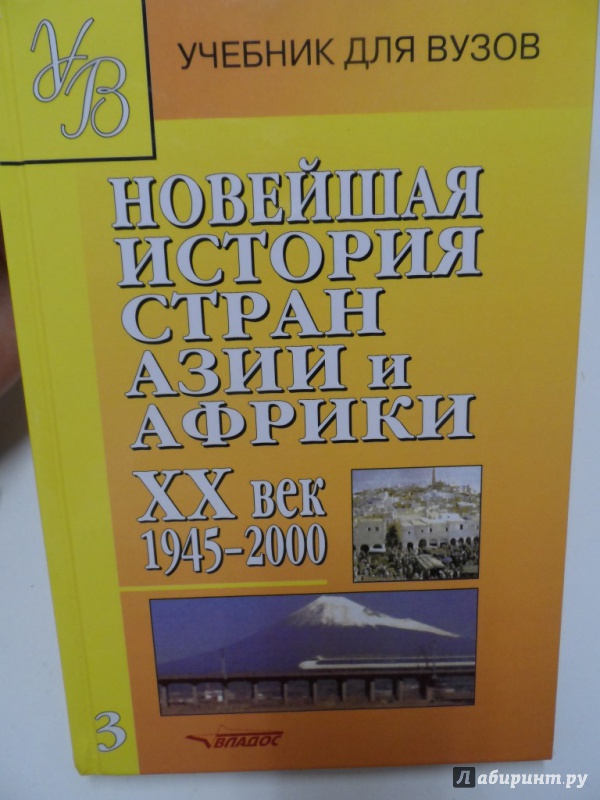 УВ
УЧЕБНИК ДЛЯ ВУЗОВ
НОВЕЙШАЯ
ИСТОРИЯ
СТРАН
АЗИИ и
АФРИКИ
XX век
1945-2000
3
ВЛАДОС
Лабиринт.ру